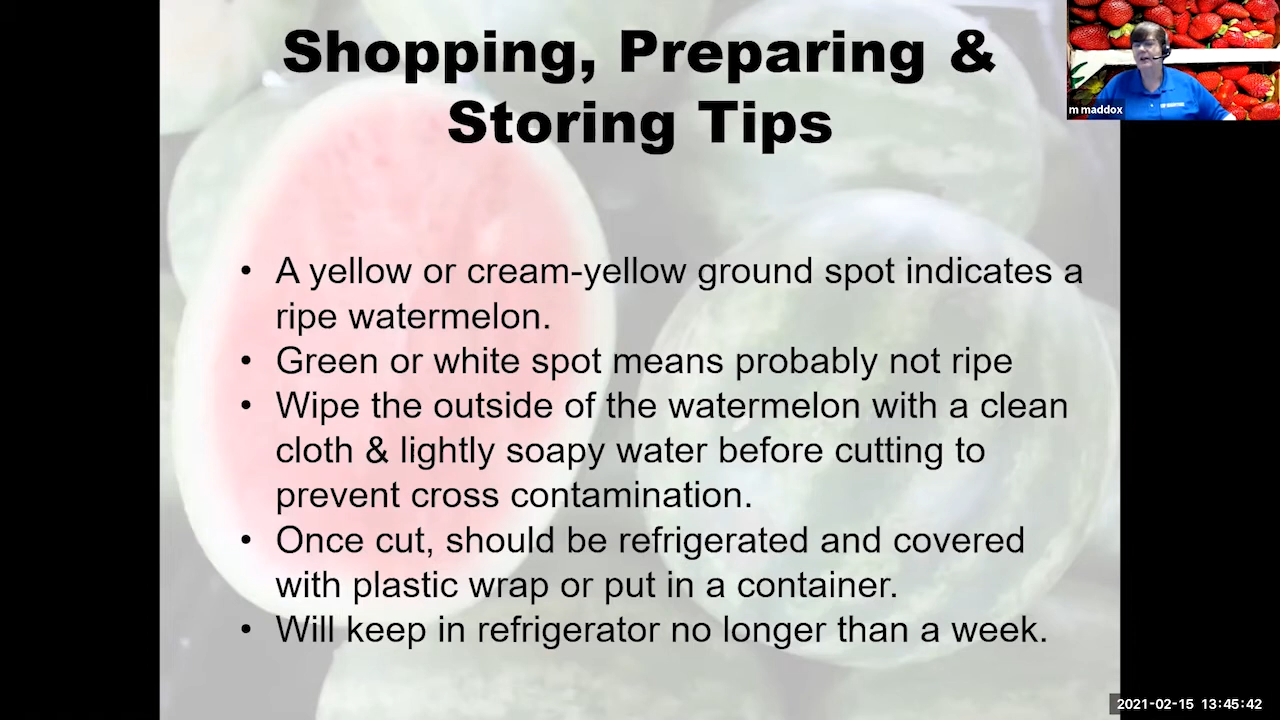 Shopping, Preparing &
Storing Tips
m maddox
• A yellow or cream-yellow ground spot indicates a
ripe watermelon.
• Green or white spot means probably not ripe
• Wipe the outside of the watermelon with a clean
cloth & lightly soapy water before cutting to
prevent cross contamination.
• Once cut, should be refrigerated and covered
with plastic wrap or put in a container.
• Will keep in refrigerator no longer than a week.
2021-02-15 13:45:42